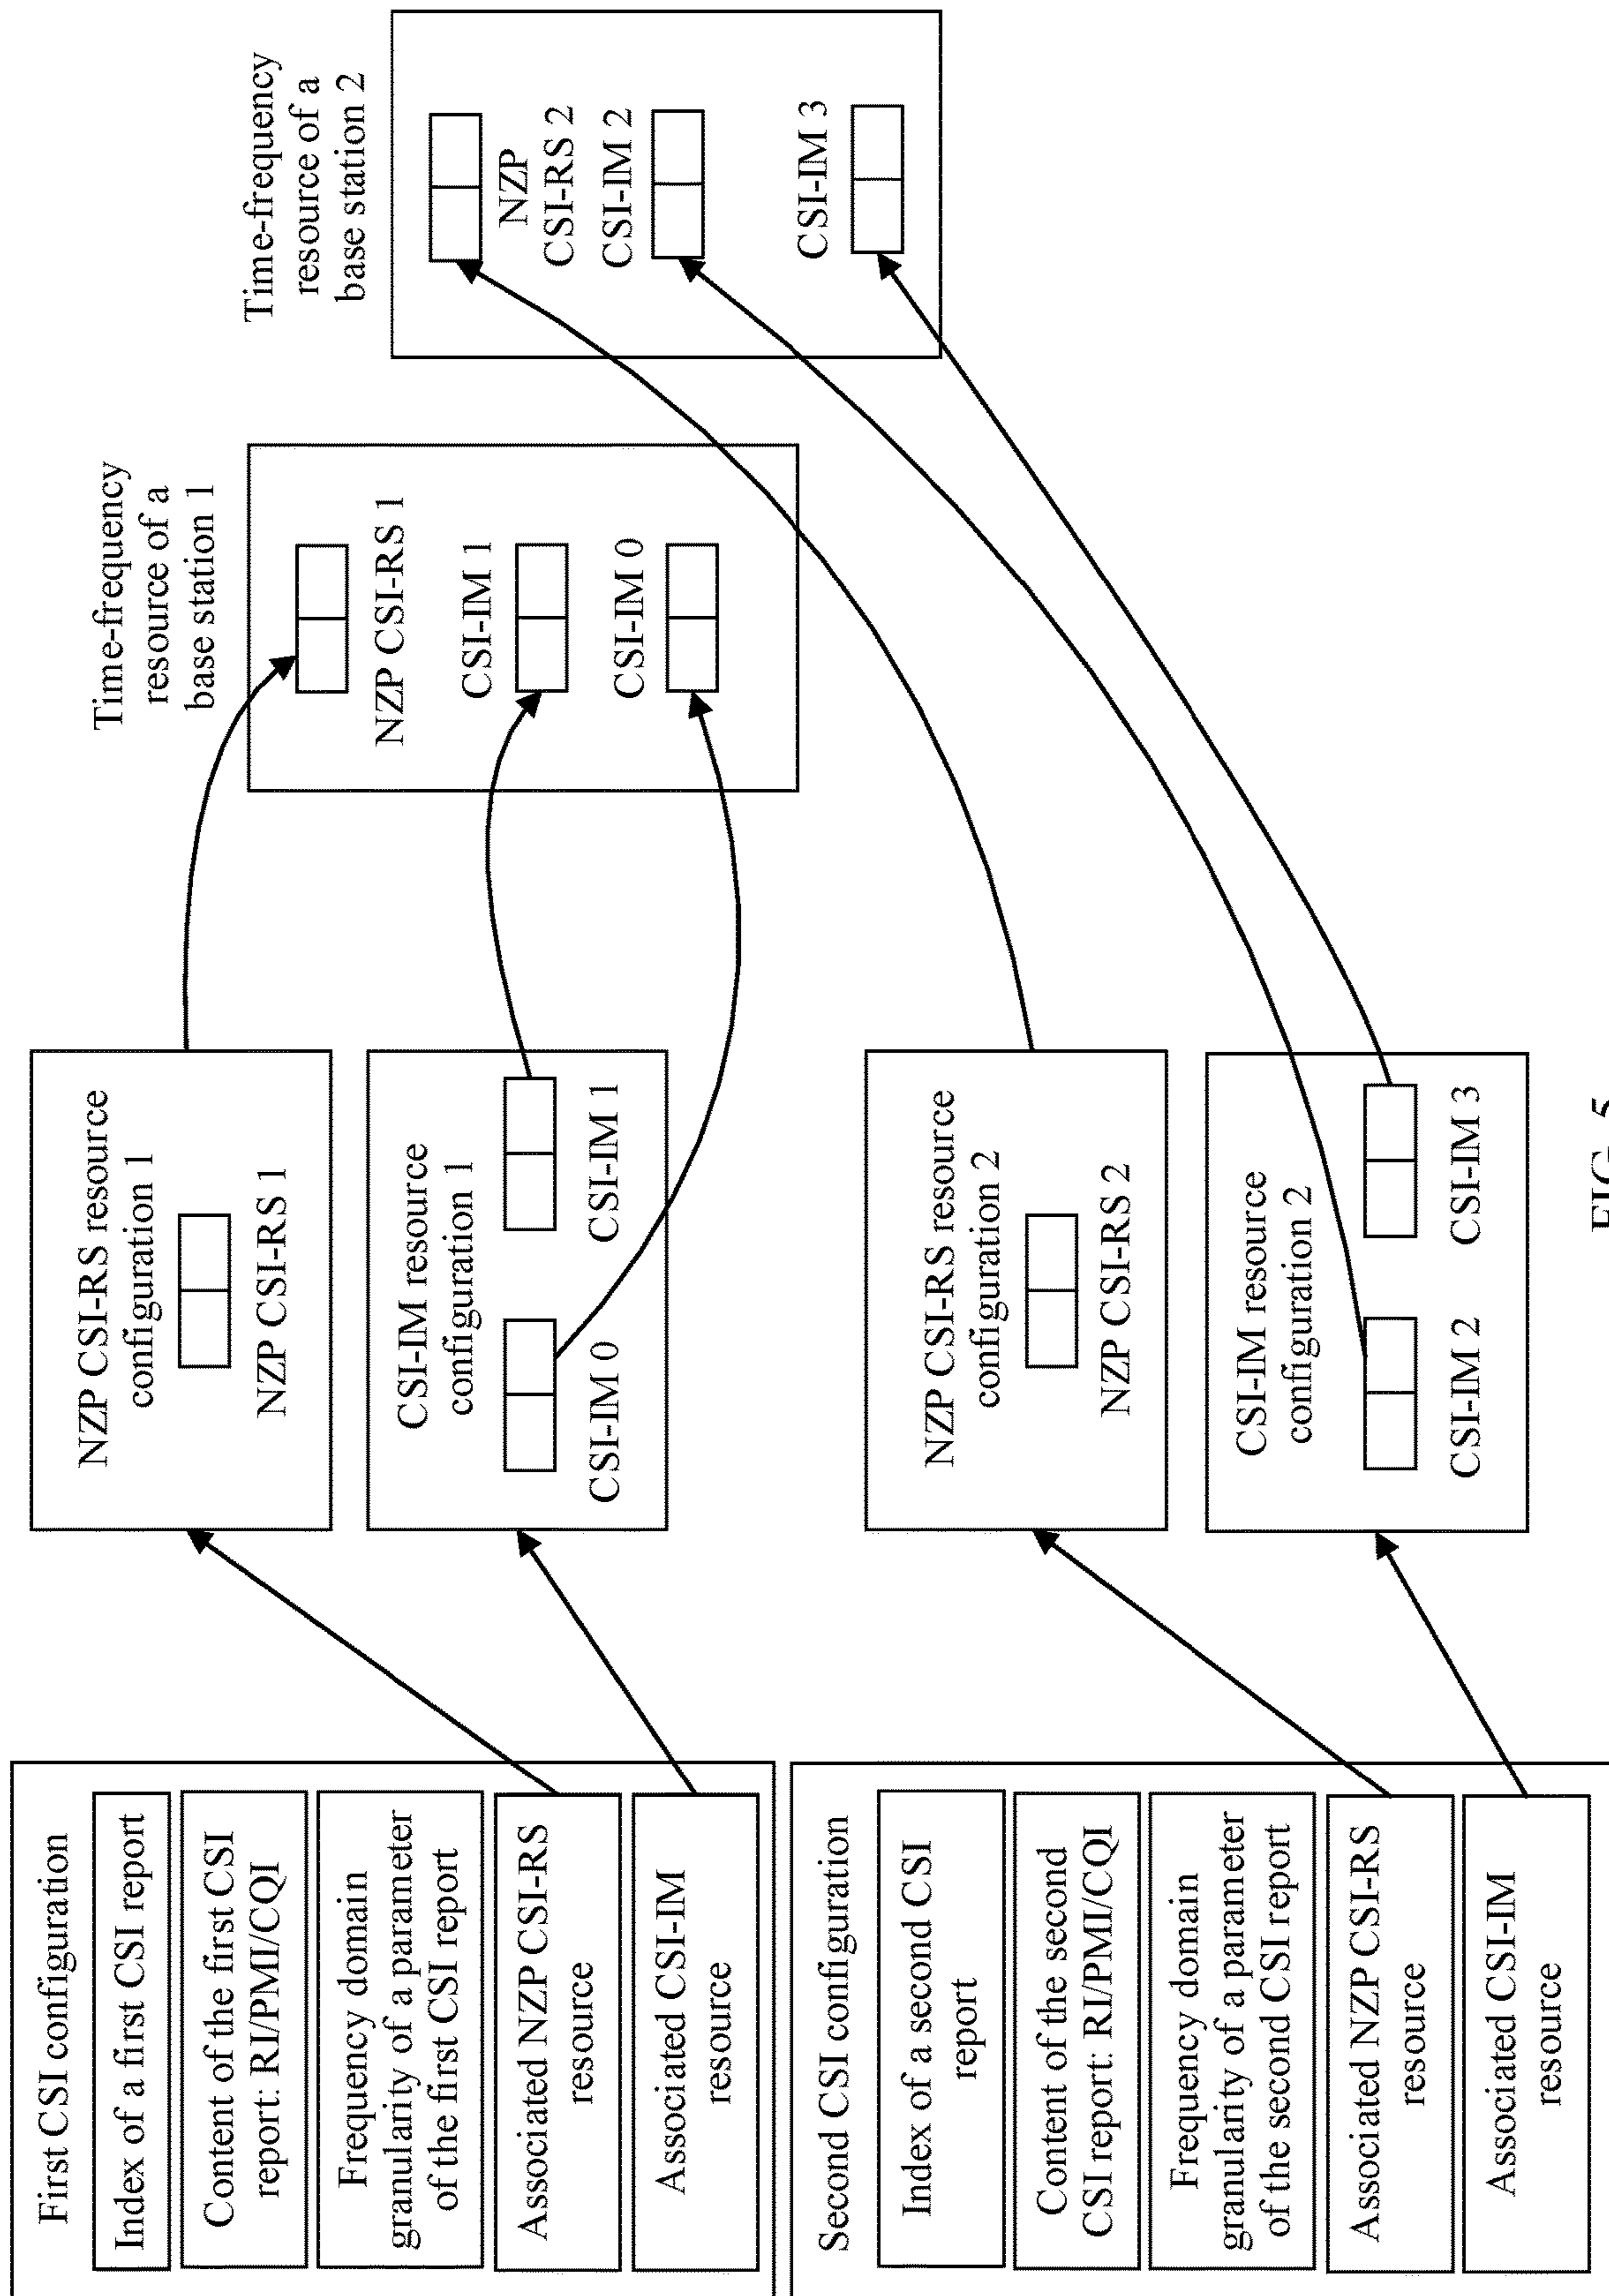 First CSI configuration
Index of a first CSI report
Content of the first CSI
report: RI/PMI/CQI
Frequency domain
granularity of a parameter
of the first CSI report
Associated NZP CSI-RS
resource
Associated CSI-IM
resource
Second CSI configuration
Index of a second CSI
report
Content of the second
CSI report: RI/PMI/CQI
Frequency domain
granularity of a parameter
of the second CSI report
Associated NZP CSI-RS
resource
Associated CSI-IM
resource
NZP CSI-RS resource
configuration 1
NZP CSI-RS 1
CSI-IM resource
configuration 1
CSI-IM 0
CSI-IM 1
NZP CSI-RS resource
configuration 2
NZP CSI-RS 2
CSI-IM resource
configuration 2
CSI-IM 2
CSI-IM 3
Time-frequency
resource of a
base station 1
NZP CSI-RS 1
CSI-IM 1
CSI-IM 0
Time-frequency
resource of a
base station 2
NZP
CSI-RS 2
CSI-IM 2
CSI-IM 3
FIG. 5